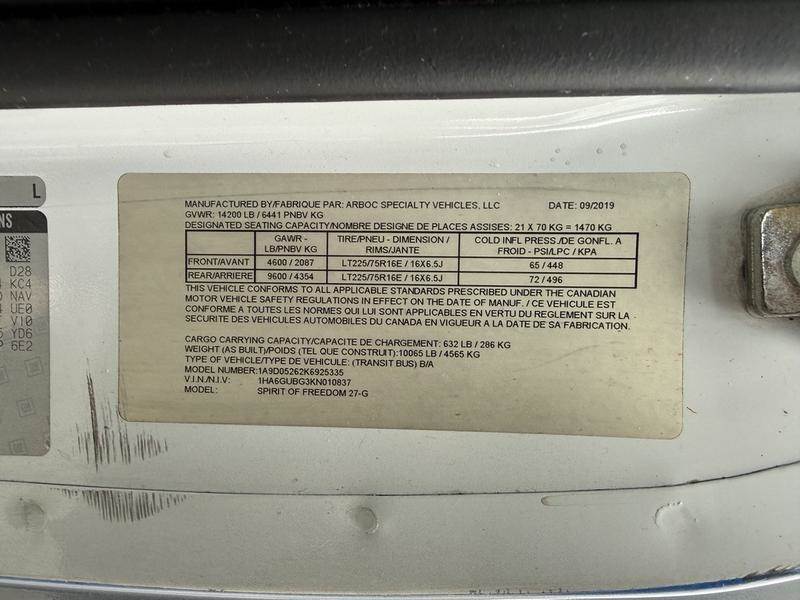 L
NS
D28
KC4
NAV
UE0
V10
YD6
6E2
MANUFACTURED BY/FABRIQUE PAR: ARBOC SPECIALTY VEHICLES, LLC DATE: 09/2019
GVWR: 14200 LB / 6441 PNBV KG
DESIGNATED SEATING CAPACITY/NOMBRE DESIGNE DE PLACES ASSISES: 21 X 70 KG = 1470 KG
GAWR - LB/PNBV KG TIRE/PNEU - DIMENSION / RIMS/JANTE COLD INFL PRESS./DE GONFL. A FROID - PSI/LPC / KPA
FRONT/AVANT 4600 / 2087 LT225/75R16E / 16X6.5J 65 / 448
REAR/ARRIERE 9600 / 4354 LT225/75R16E / 16X6.5J 72 / 496
THIS VEHICLE CONFORMS TO ALL APPLICABLE STANDARDS PRESCRIBED UNDER THE CANADIAN
MOTOR VEHICLE SAFETY REGULATIONS IN EFFECT ON THE DATE OF MANUF. / CE VEHICULE EST
CONFORME A TOUTES LES NORMES QUI LUI SONT APPLICABLES EN VERTU DU REGLEMENT SUR LA
SECURITE DES VEHICULES AUTOMOBILES DU CANADA EN VIGUEUR A LA DATE DE SA FABRICATION.
CARGO CARRYING CAPACITY/CAPACITE DE CHARGEMENT: 632 LB / 286 KG
WEIGHT (AS BUILT)/POIDS (TEL QUE CONSTRUIT):10065 LB / 4565 KG
TYPE OF VEHICLE/TYPE DE VEHICULE: (TRANSIT BUS) B/A
MODEL NUMBER:1A9D05262K6925335
V.I.N./N.I.V: 1HA6GUBG3KN010837
MODEL: SPIRIT OF FREEDOM 27-G